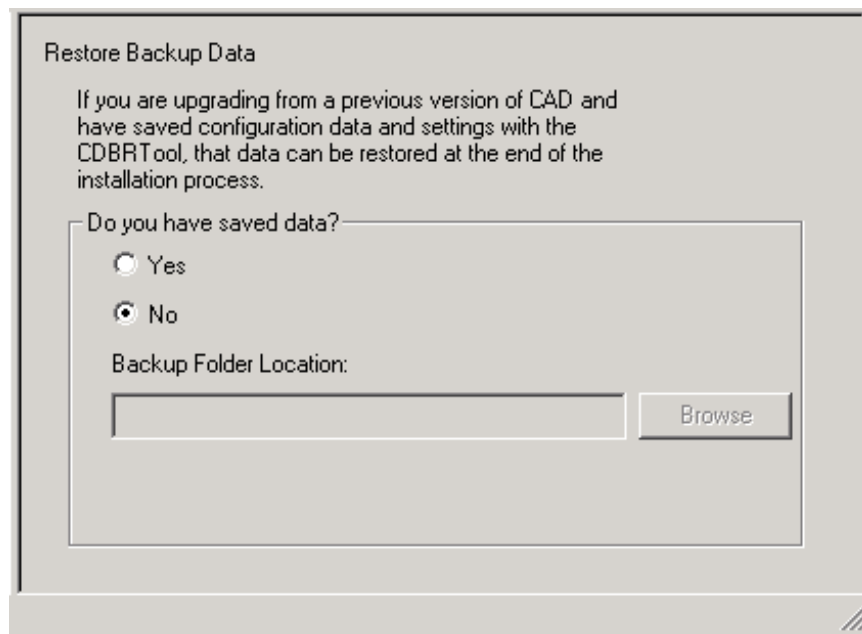 Restore Backup Data
If you are upgrading from a previous version of CAD and
have saved configuration data and settings with the
CDBRTool, that data can be restored at the end of the
installation process.
Do you have saved data?
Yes
No
Backup Folder Location:
Browse